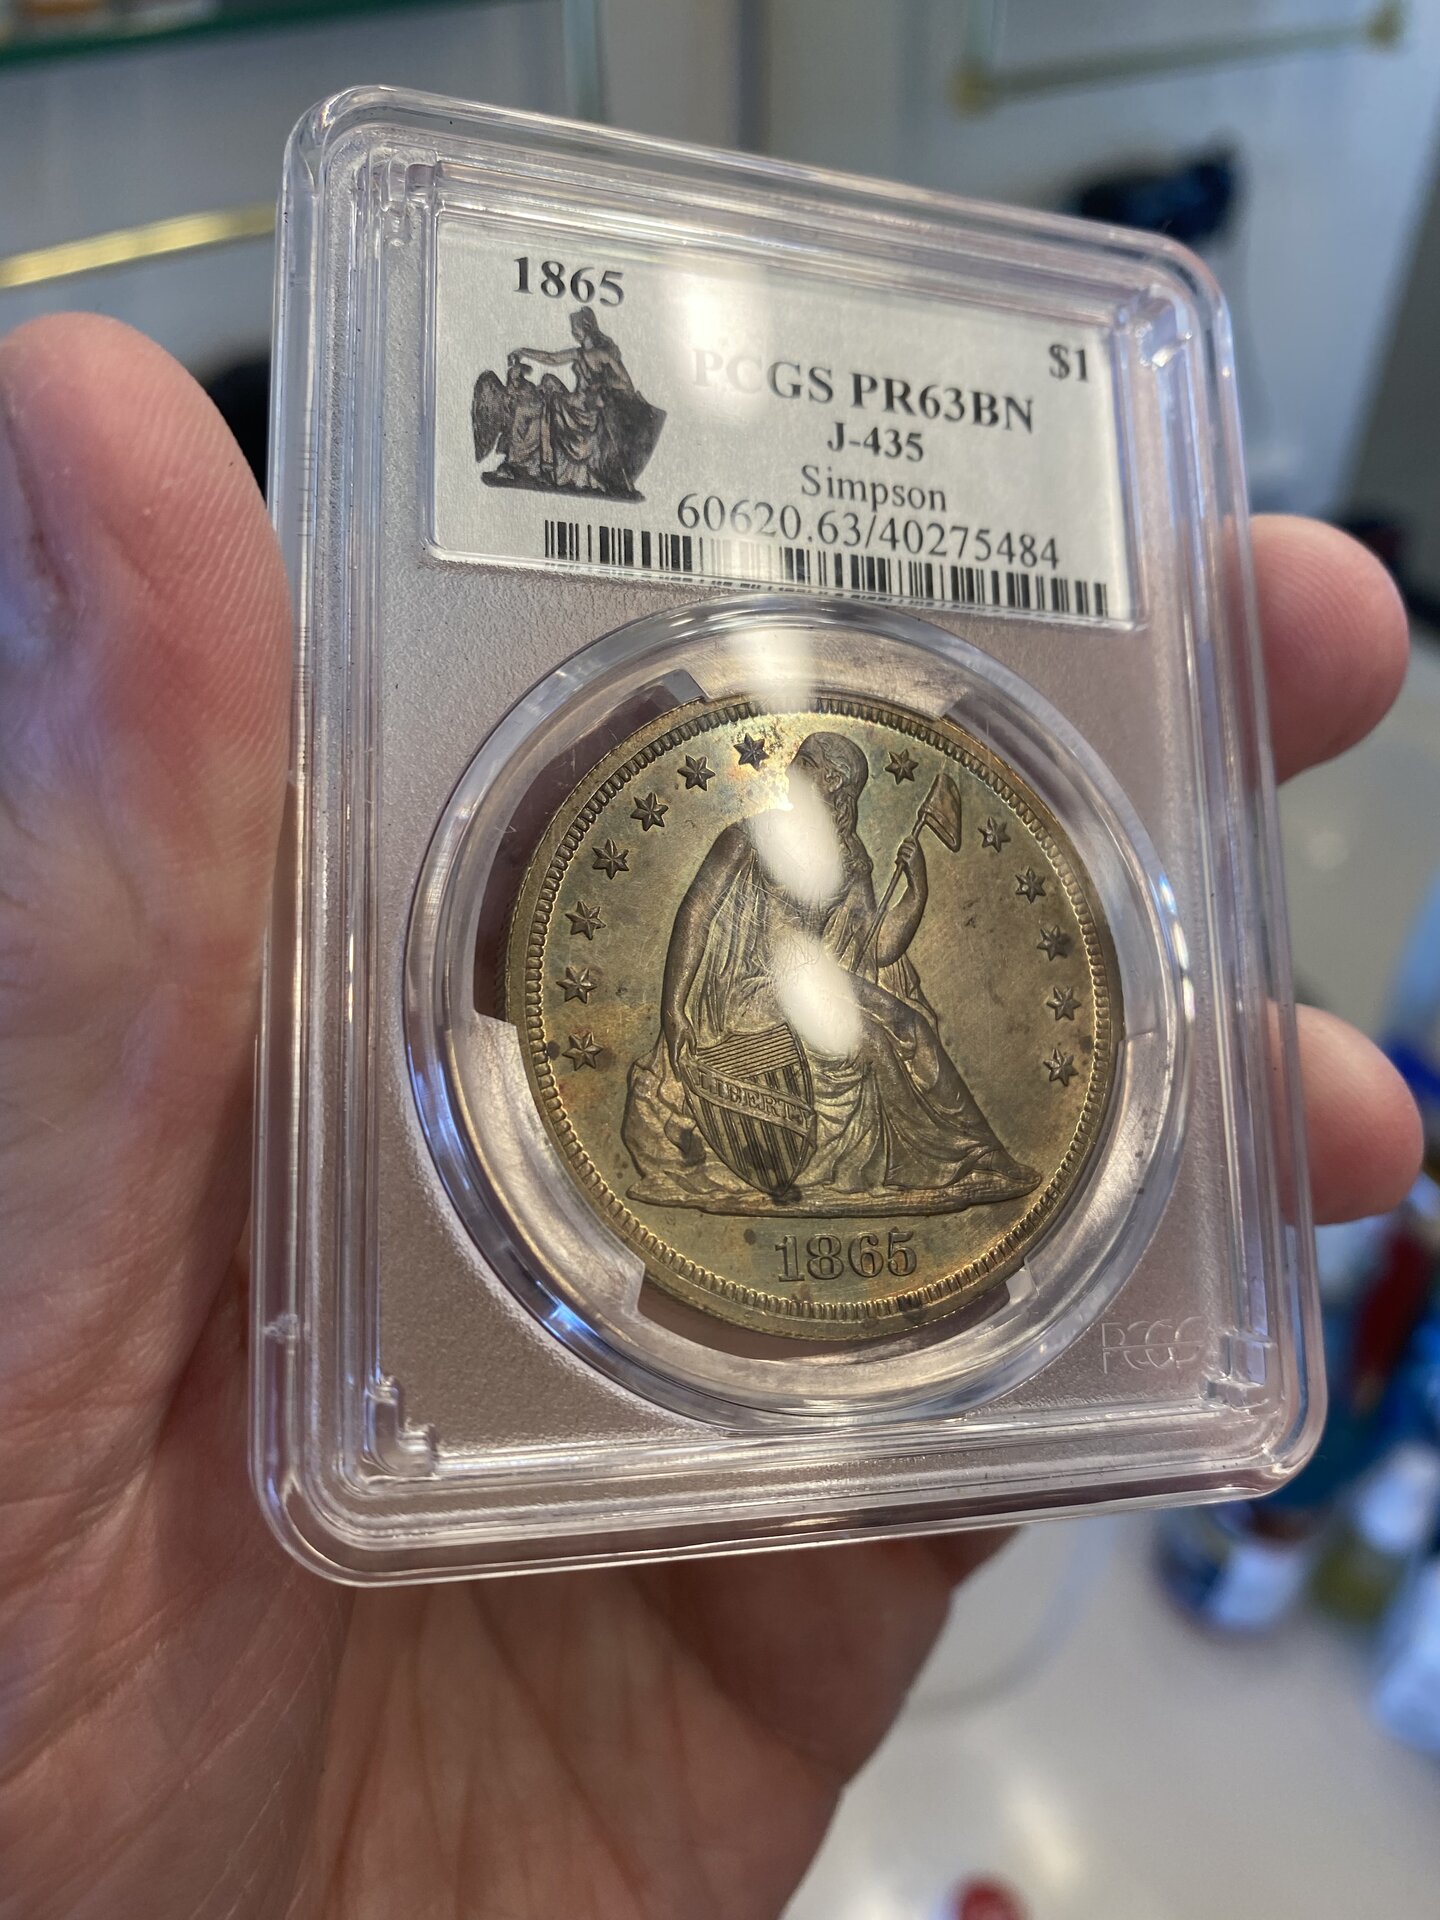 1865
$1
PCGS PR63BN
J-435
Simpson
60620.63/40275484
LIBERTY
1865
PCGS